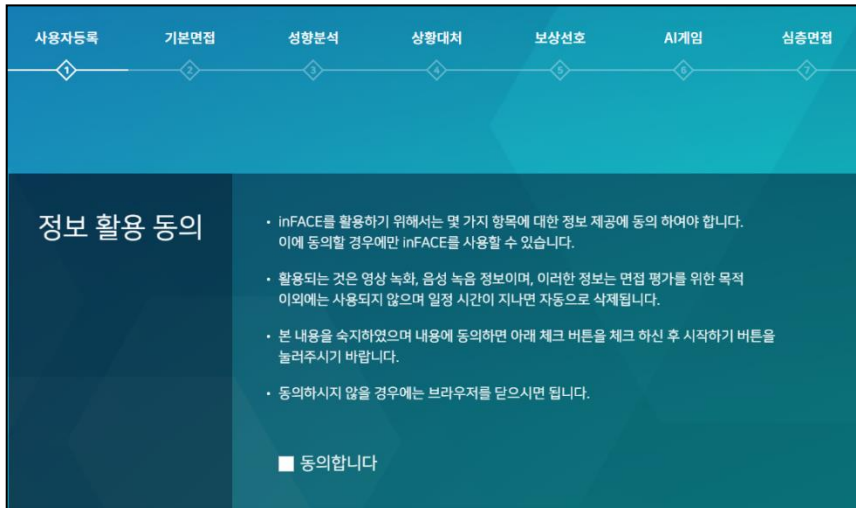 사용자등록 기본면접 성향분석 상황대처 보상선호 AI게임 심층면접
1 2 3 4 5 6 7
정보 활용 동의
• inFACE를 활용하기 위해서는 몇 가지 항목에 대한 정보 제공에 동의 하여야 합니다.
이에 동의할 경우에만 inFACE를 사용할 수 있습니다.
• 활용되는 것은 영상 녹화, 음성 녹음 정보이며, 이러한 정보는 면접 평가를 위한 목적
이외에는 사용되지 않으며 일정 시간이 지나면 자동으로 삭제됩니다.
• 본 내용을 숙지하였으며 내용에 동의하면 아래 체크 버튼을 체크 하신 후 시작하기 버튼을
눌러주시기 바랍니다.
• 동의하시지 않을 경우에는 브라우저를 닫으시면 됩니다.
동의합니다